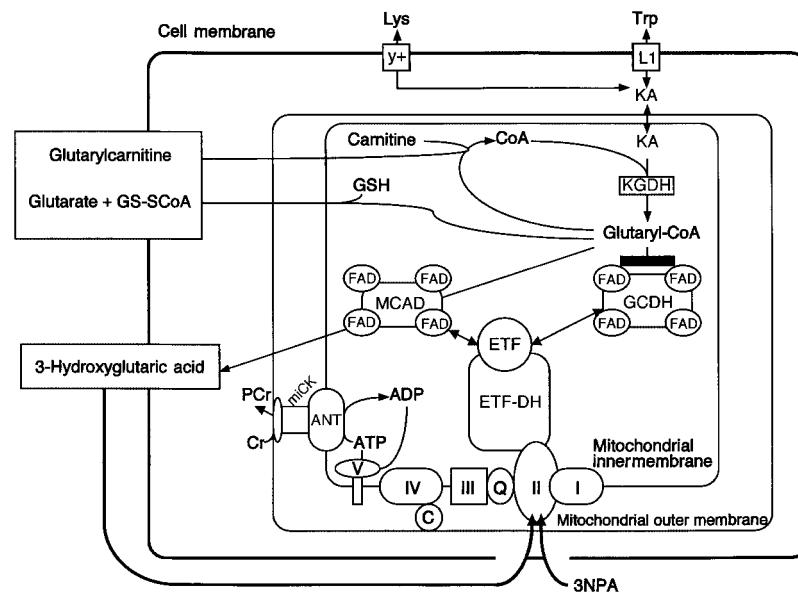 Cell membrane
Lys
Trp
y+
L1
KA
KA
Carnitine
CoA
Glutarylcarnitine
GSH
KGDH
Glutarate + GS-SCoA
Glutaryl-CoA
FAD
FAD
MCAD
FAD
FAD
FAD
FAD
GCDH
FAD
FAD
ETF
3-Hydroxyglutaric acid
ETF-DH
PCr
miCK
ANT
ADP
Cr
ATP
V
IV
III
Q
II
I
C
Mitochondrial
innermembrane
Mitochondrial outer membrane
3NPA